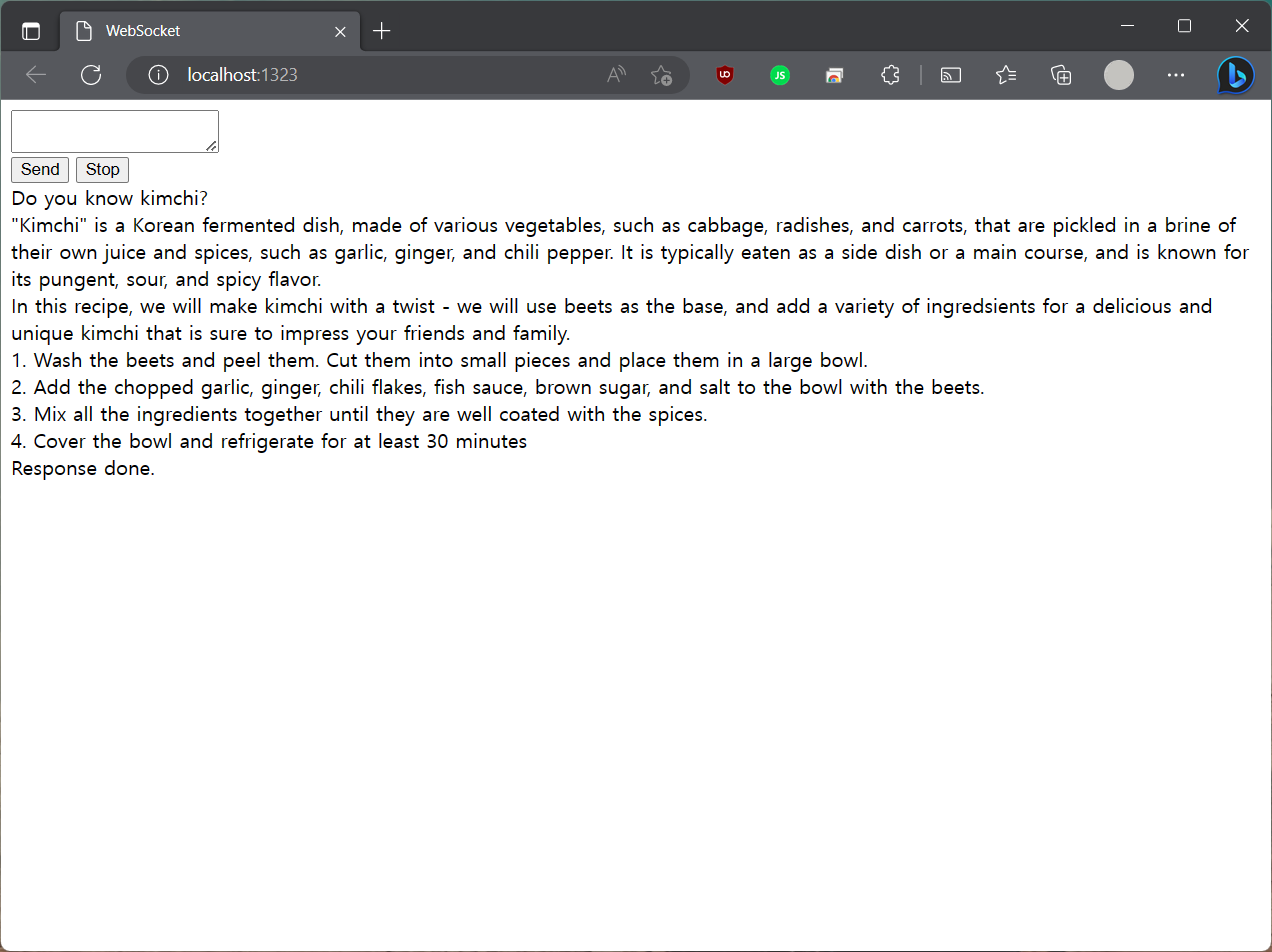 WebSocket
localhost:1323
Send Stop
Do you know kimchi?
"Kimchi" is a Korean fermented dish, made of various vegetables, such as cabbage, radishes, and carrots, that are pickled in a brine of
their own juice and spices, such as garlic, ginger, and chili pepper. It is typically eaten as a side dish or a main course, and is known for
its pungent, sour, and spicy flavor.
In this recipe, we will make kimchi with a twist - we will use beets as the base, and add a variety of ingredsients for a delicious and
unique kimchi that is sure to impress your friends and family.
1. Wash the beets and peel them. Cut them into small pieces and place them in a large bowl.
2. Add the chopped garlic, ginger, chili flakes, fish sauce, brown sugar, and salt to the bowl with the beets.
3. Mix all the ingredients together until they are well coated with the spices.
4. Cover the bowl and refrigerate for at least 30 minutes
Response done.